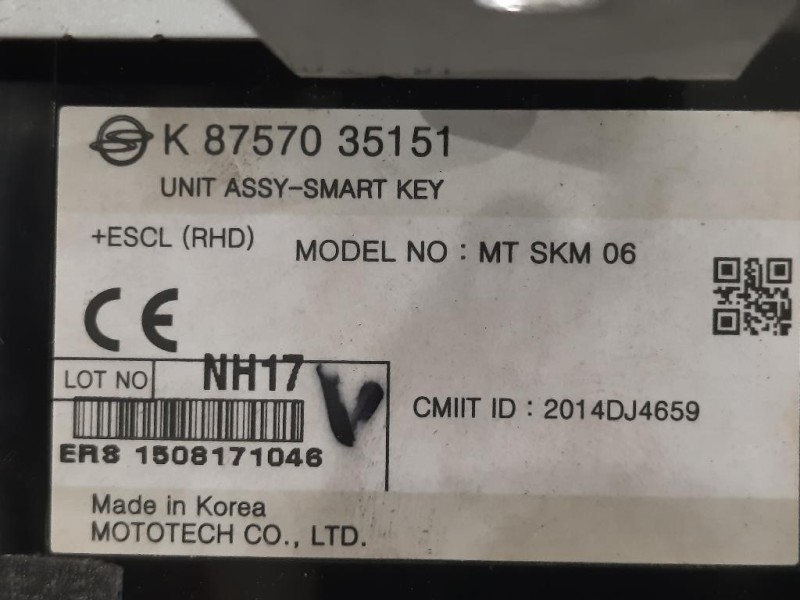 K 87570 35151
UNIT ASSY-SMART KEY
+ESCL (RHD)
MODEL NO : MT SKM 06
CE
LOT NO
NH17
V
CMIIT ID : 2014DJ4659
ER8 1508171046
Made in Korea
MOTOTECH CO., LTD.